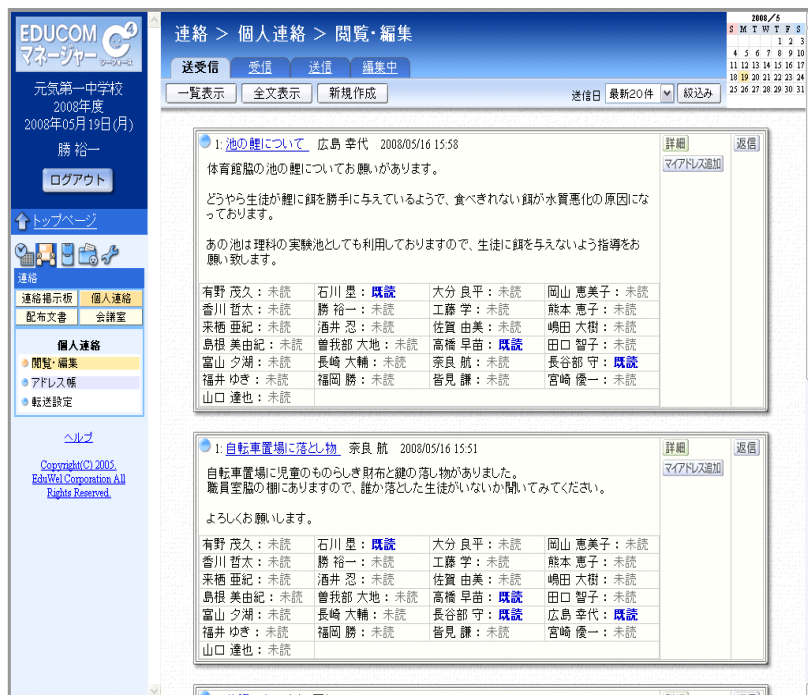 EDUCOM C4
マネージャー シーフォース
元気第一中学校
2008年度
2008年05月19日(月)
勝 裕一
ログアウト
トップページ
連絡
連絡掲示板 個人連絡
配布文書 会議室
個人連絡
閲覧・編集
アドレス帳
転送設定
ヘルプ
Copyright(C) 2005.
EduWel Corporation All
Rights Reserved.
連絡 ＞ 個人連絡 ＞ 閲覧・編集
送受信 受信 送信 編集中
一覧表示 全文表示 新規作成 送信日 最新20件 絞込み
2008/5
S M T W T F S
1 2 3
4 5 6 7 8 9 10
11 12 13 14 15 16 17
18 19 20 21 22 23 24
25 26 27 28 29 30 31
1: 池の鯉について 広島 幸代 2008/05/16 15:58 詳細 返信
マイアドレス追加
体育館脇の池の鯉についてお願いがあります。
どうやら生徒が鯉に餌を勝手に与えているようで、食べきれない餌が水質悪化の原因にな
っております。
あの池は理科の実験池としても利用しておりますので、生徒に餌を与えないよう指導をお
願い致します。
有野 茂久：未読 石川 塁：既読 大分 良平：未読 岡山 恵美子：未読
香川 哲太：未読 勝 裕一：未読 工藤 学：未読 熊本 恵子：未読
来栖 亜紀：未読 酒井 忍：未読 佐賀 由美：未読 嶋田 大樹：未読
島根 美由紀：未読 曽我部 大地：未読 高橋 早苗：既読 田口 智子：未読
富山 夕湖：未読 長崎 大輔：未読 奈良 航：未読 長谷部 守：既読
福井 ゆき：未読 福岡 勝：未読 皆見 謙：未読 宮崎 優一：未読
山口 達也：未読
1: 自転車置場に落とし物 奈良 航 2008/05/16 15:51 詳細 返信
マイアドレス追加
自転車置場に児童のものらしき財布と鍵の落し物がありました。
職員室脇の棚にありますので、誰か落とした生徒がいないか聞いてみてください。
よろしくお願いします。
有野 茂久：未読 石川 塁：既読 大分 良平：未読 岡山 恵美子：未読
香川 哲太：未読 勝 裕一：未読 工藤 学：未読 熊本 恵子：未読
来栖 亜紀：未読 酒井 忍：未読 佐賀 由美：未読 嶋田 大樹：未読
島根 美由紀：未読 曽我部 大地：未読 高橋 早苗：既読 田口 智子：未読
富山 夕湖：未読 長崎 大輔：未読 長谷部 守：既読 広島 幸代：既読
福井 ゆき：未読 福岡 勝：未読 皆見 謙：未読 宮崎 優一：未読
山口 達也：未読